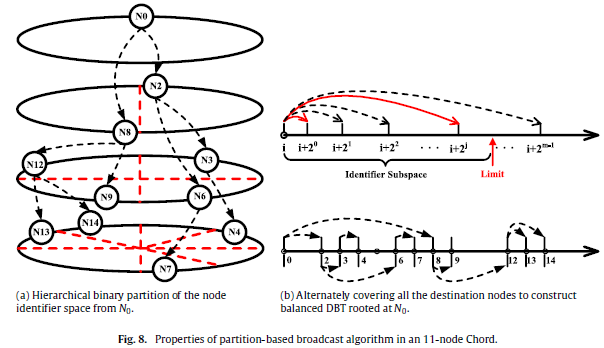 N0
N2
N8
N12
N3
N9
N6
N14
N13
N4
N7
(a) Hierarchical binary partition of the node
identifier space from N₀.
i i+2⁰ i+2¹ i+2² · · · i+2ʲ · · · i+2ᵐ⁻¹
Identifier Subspace Limit
0 2 3 4 6 7 8 9 12 13 14
(b) Alternately covering all the destination nodes to construct
balanced DBT rooted at N₀.
Fig. 8. Properties of partition-based broadcast algorithm in an 11-node Chord.